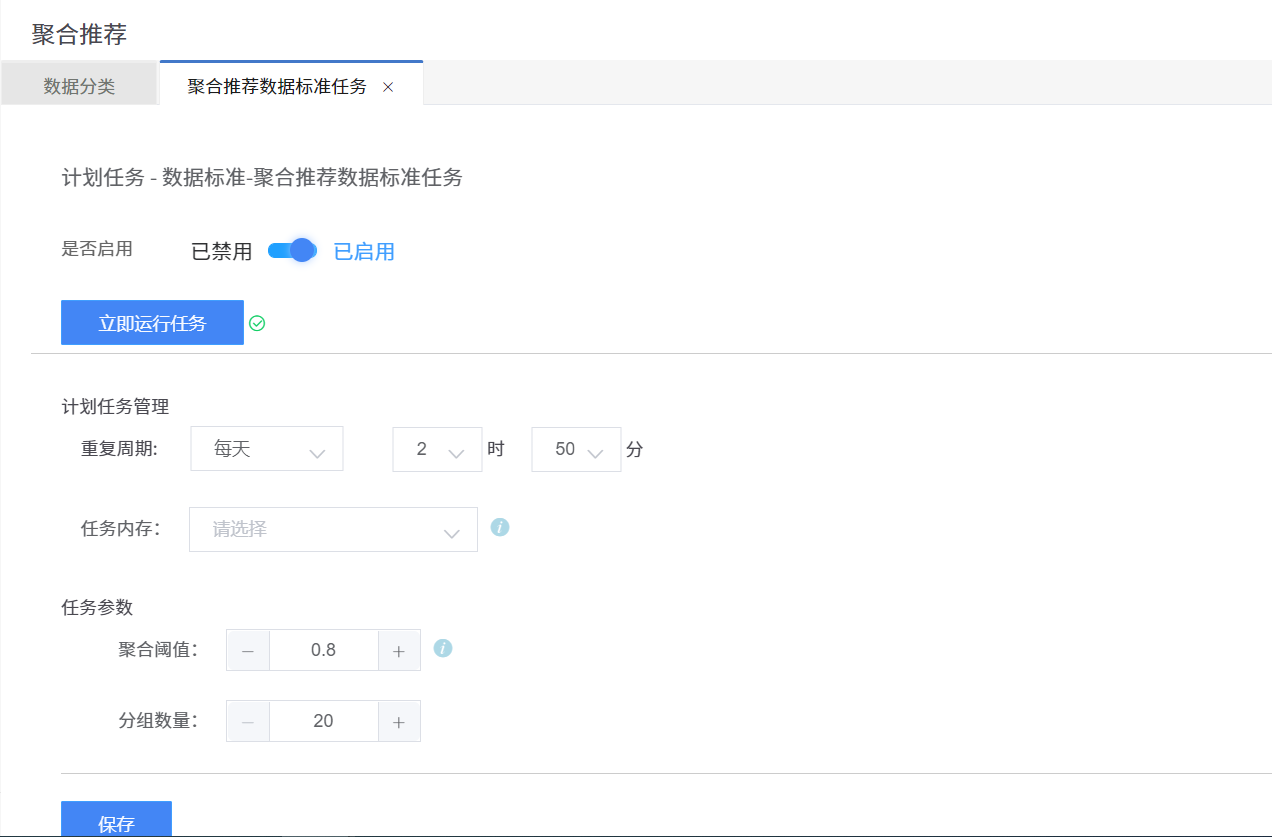 聚合推荐
数据分类 聚合推荐数据标准任务 ×
计划任务 - 数据标准-聚合推荐数据标准任务
是否启用 已禁用 已启用
立即运行任务
计划任务管理
重复周期: 每天 2 时 50 分
任务内存： 请选择 i
任务参数
聚合阈值： − 0.8 + i
分组数量： − 20 +
保存